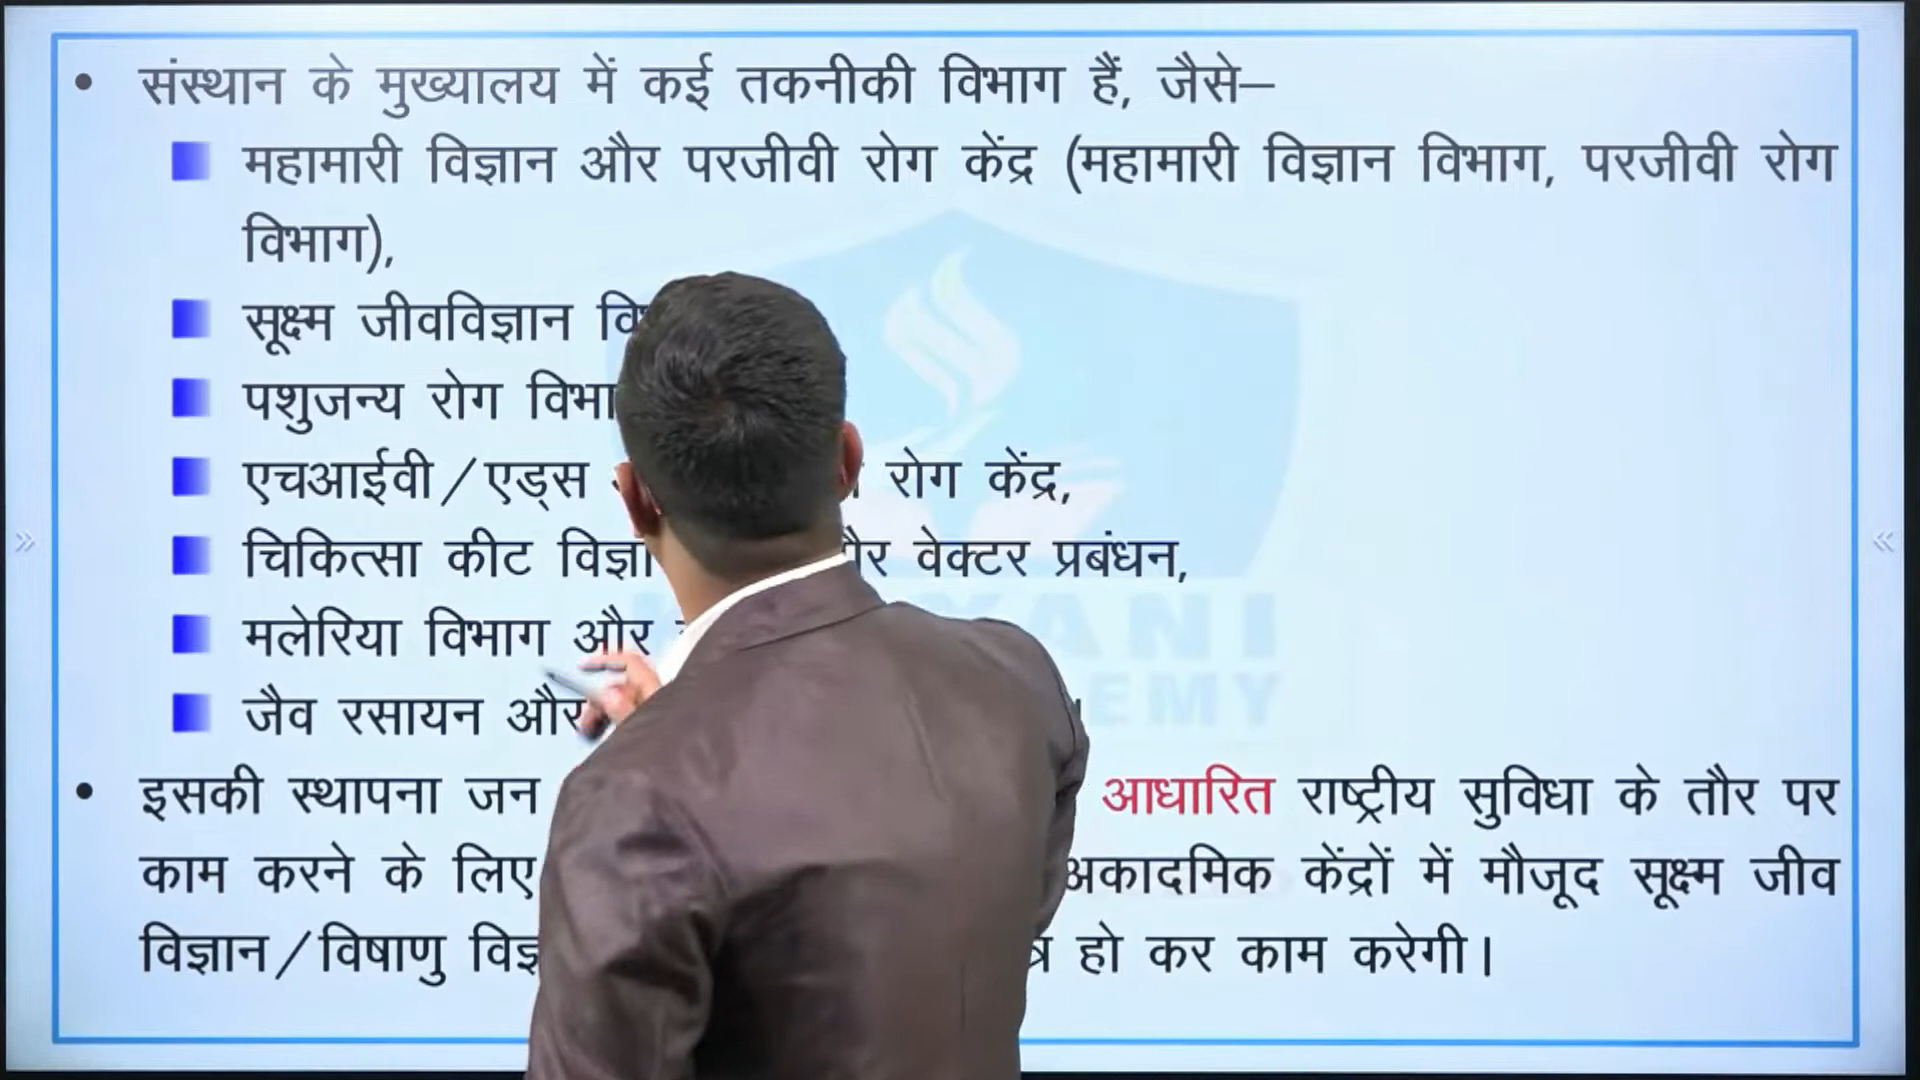 • संस्थान के मुख्यालय में कई तकनीकी विभाग हैं, जैसे–
महामारी विज्ञान और परजीवी रोग केंद्र (महामारी विज्ञान विभाग, परजीवी रोग
विभाग),
सूक्ष्म जीवविज्ञान
पशुजन्य रोग
एचआईवी/एड्स रोग केंद्र,
चिकित्सा कीट वेक्टर प्रबंधन,
मलेरिया विभाग और
जैव रसायन और
• इसकी स्थापना जन आधारित राष्ट्रीय सुविधा के तौर पर
काम करने के लिए अकादमिक केंद्रों में मौजूद सूक्ष्म जीव
विज्ञान/विषाणु हो कर काम करेगी।